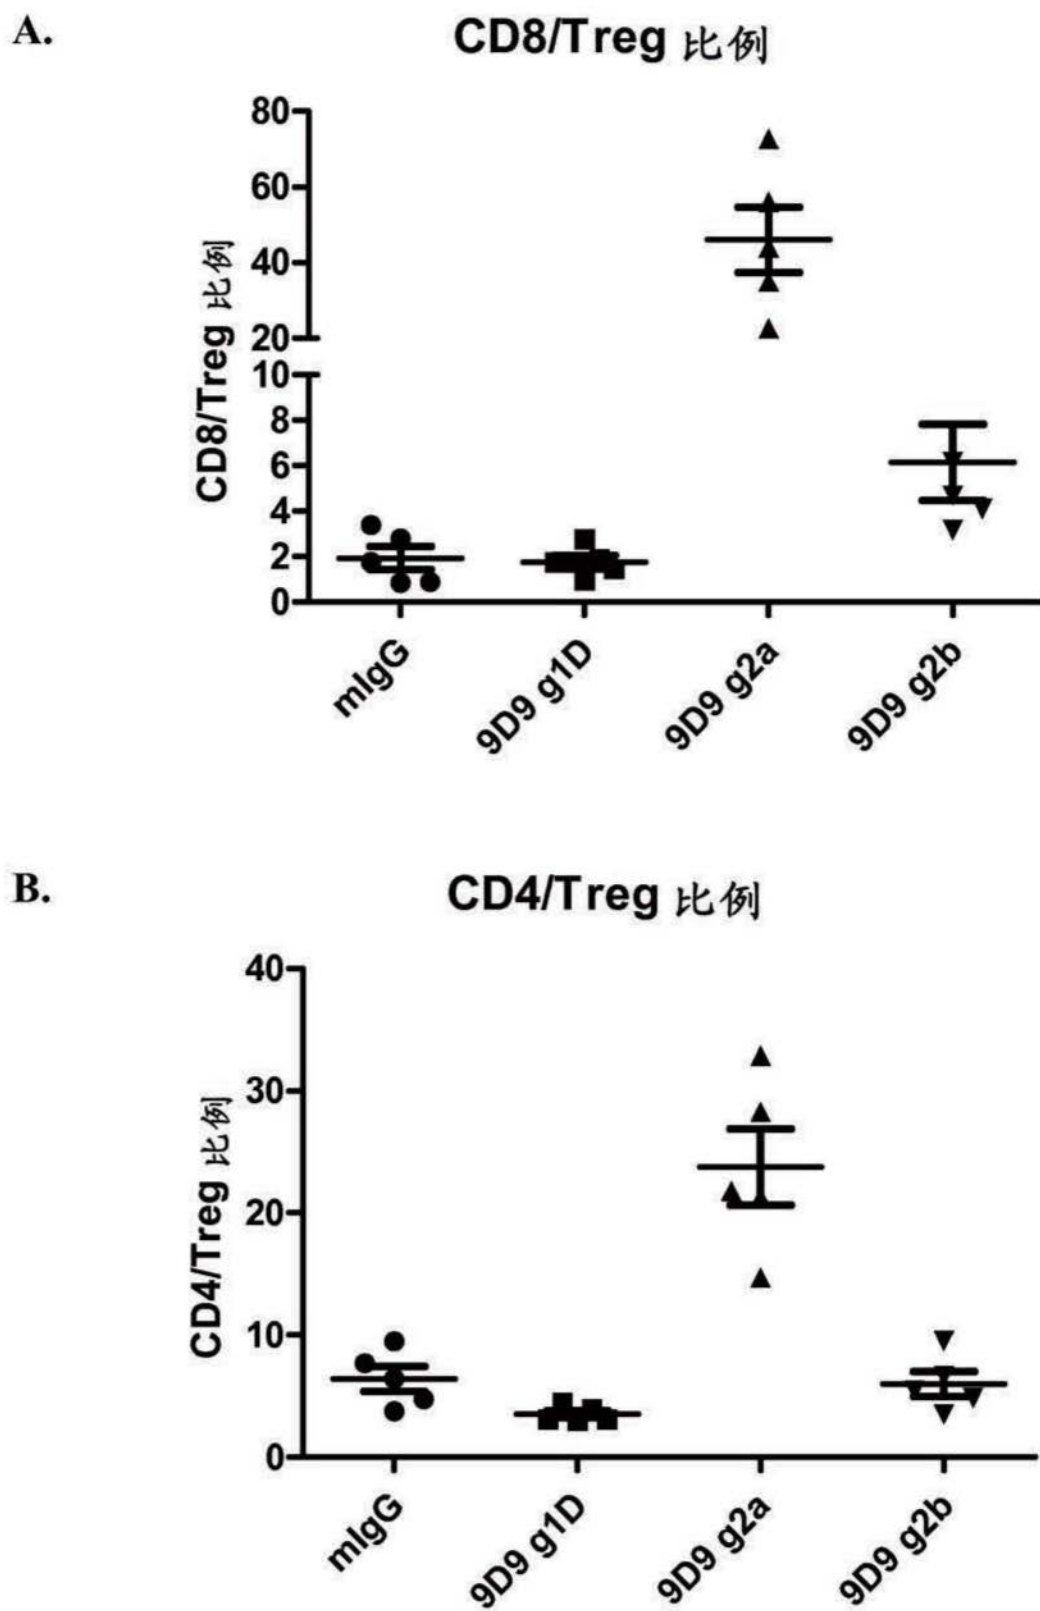 A.
CD8/Treg 比例
CD8/Treg 比例
80
60
40
20
10
8
6
4
2
0
mIgG
9D9 g1D
9D9 g2a
9D9 g2b
B.
CD4/Treg 比例
CD4/Treg 比例
40
30
20
10
0
mIgG
9D9 g1D
9D9 g2a
9D9 g2b